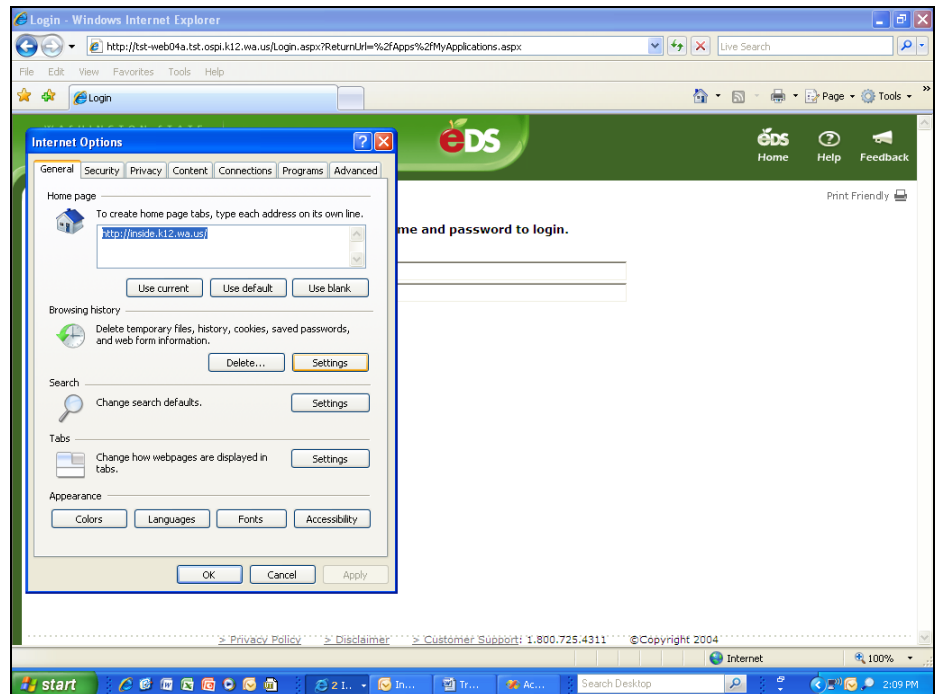 Login - Windows Internet Explorer
http://tst-web04a.tst.ospi.k12.wa.us/Login.aspx?ReturnUrl=%2fApps%2fMyApplications.aspx
Live Search
File Edit View Favorites Tools Help
Login
Page Tools »
eDS
eDS
Home Help Feedback
Print Friendly
me and password to login.
Internet Options
General Security Privacy Content Connections Programs Advanced
Home page
To create home page tabs, type each address on its own line.
http://inside.k12.wa.us/
Use current Use default Use blank
Browsing history
Delete temporary files, history, cookies, saved passwords,
and web form information.
Delete... Settings
Search
Change search defaults.
Settings
Tabs
Change how webpages are displayed in
tabs.
Settings
Appearance
Colors Languages Fonts Accessibility
OK Cancel Apply
> Privacy Policy > Disclaimer > Customer Support: 1.800.725.4311 ©Copyright 2004
Internet 100%
start 2 I... In... Tr... Ac... Search Desktop 2:09 PM